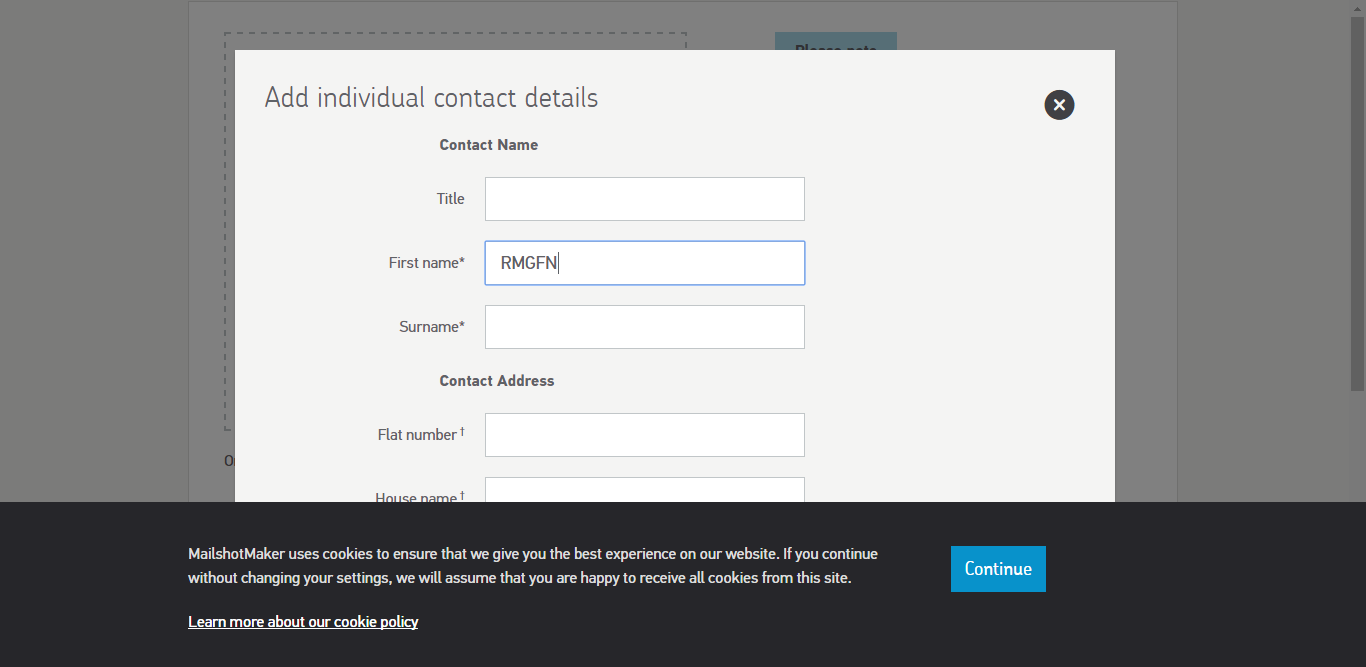 Add individual contact details
Contact Name
Title
First name*
RMGFN
Surname*
Contact Address
Flat number †
House name †
MailshotMaker uses cookies to ensure that we give you the best experience on our website. If you continue
without changing your settings, we will assume that you are happy to receive all cookies from this site.
Continue
Learn more about our cookie policy